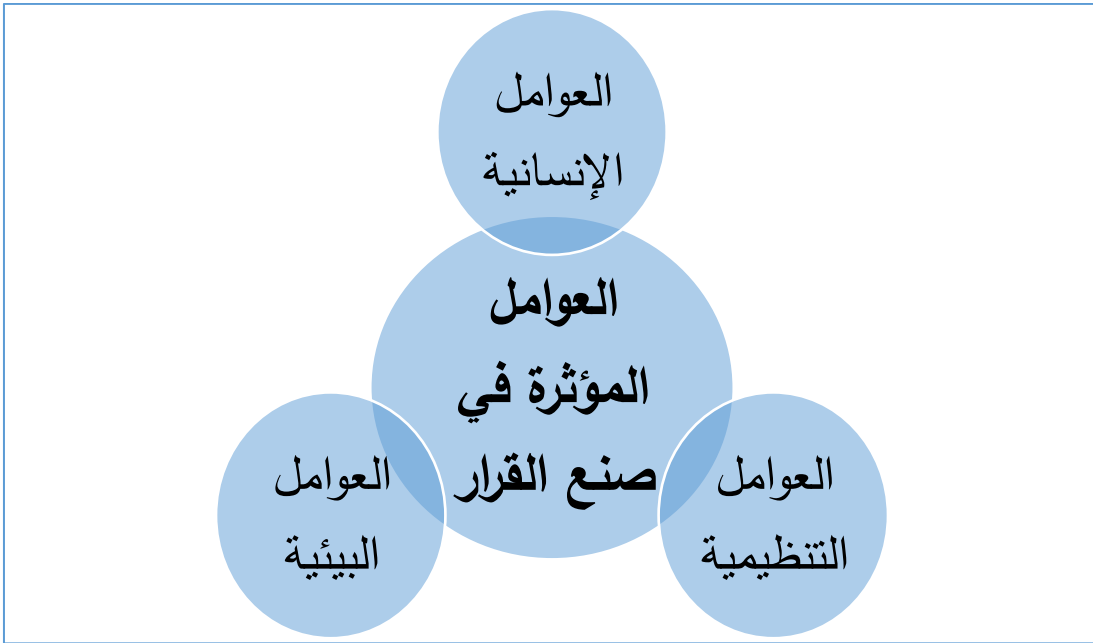 العوامل
الإنسانية
العوامل
المؤثرة في
صنع القرار
العوامل
التنظيمية
العوامل
البيئية